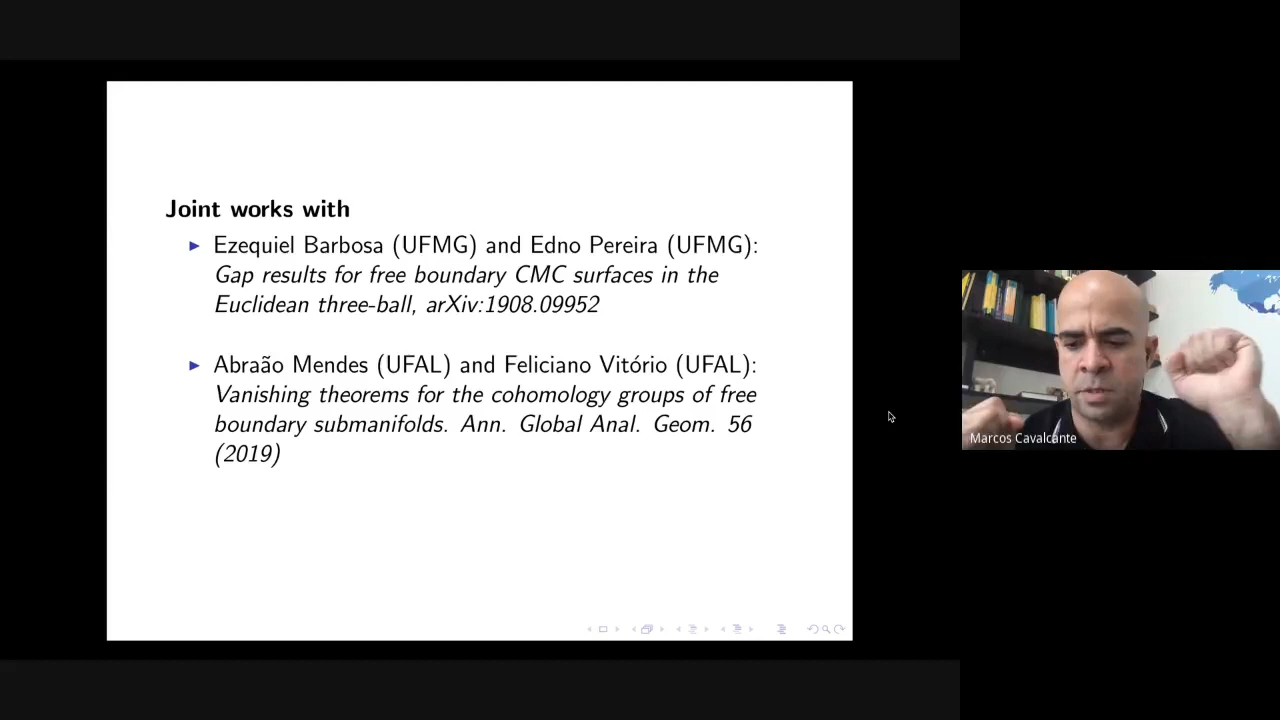 Joint works with
▶ Ezequiel Barbosa (UFMG) and Edno Pereira (UFMG):
Gap results for free boundary CMC surfaces in the
Euclidean three-ball, arXiv:1908.09952
▶ Abraão Mendes (UFAL) and Feliciano Vitório (UFAL):
Vanishing theorems for the cohomology groups of free
boundary submanifolds. Ann. Global Anal. Geom. 56
(2019)
Marcos Cavalcante